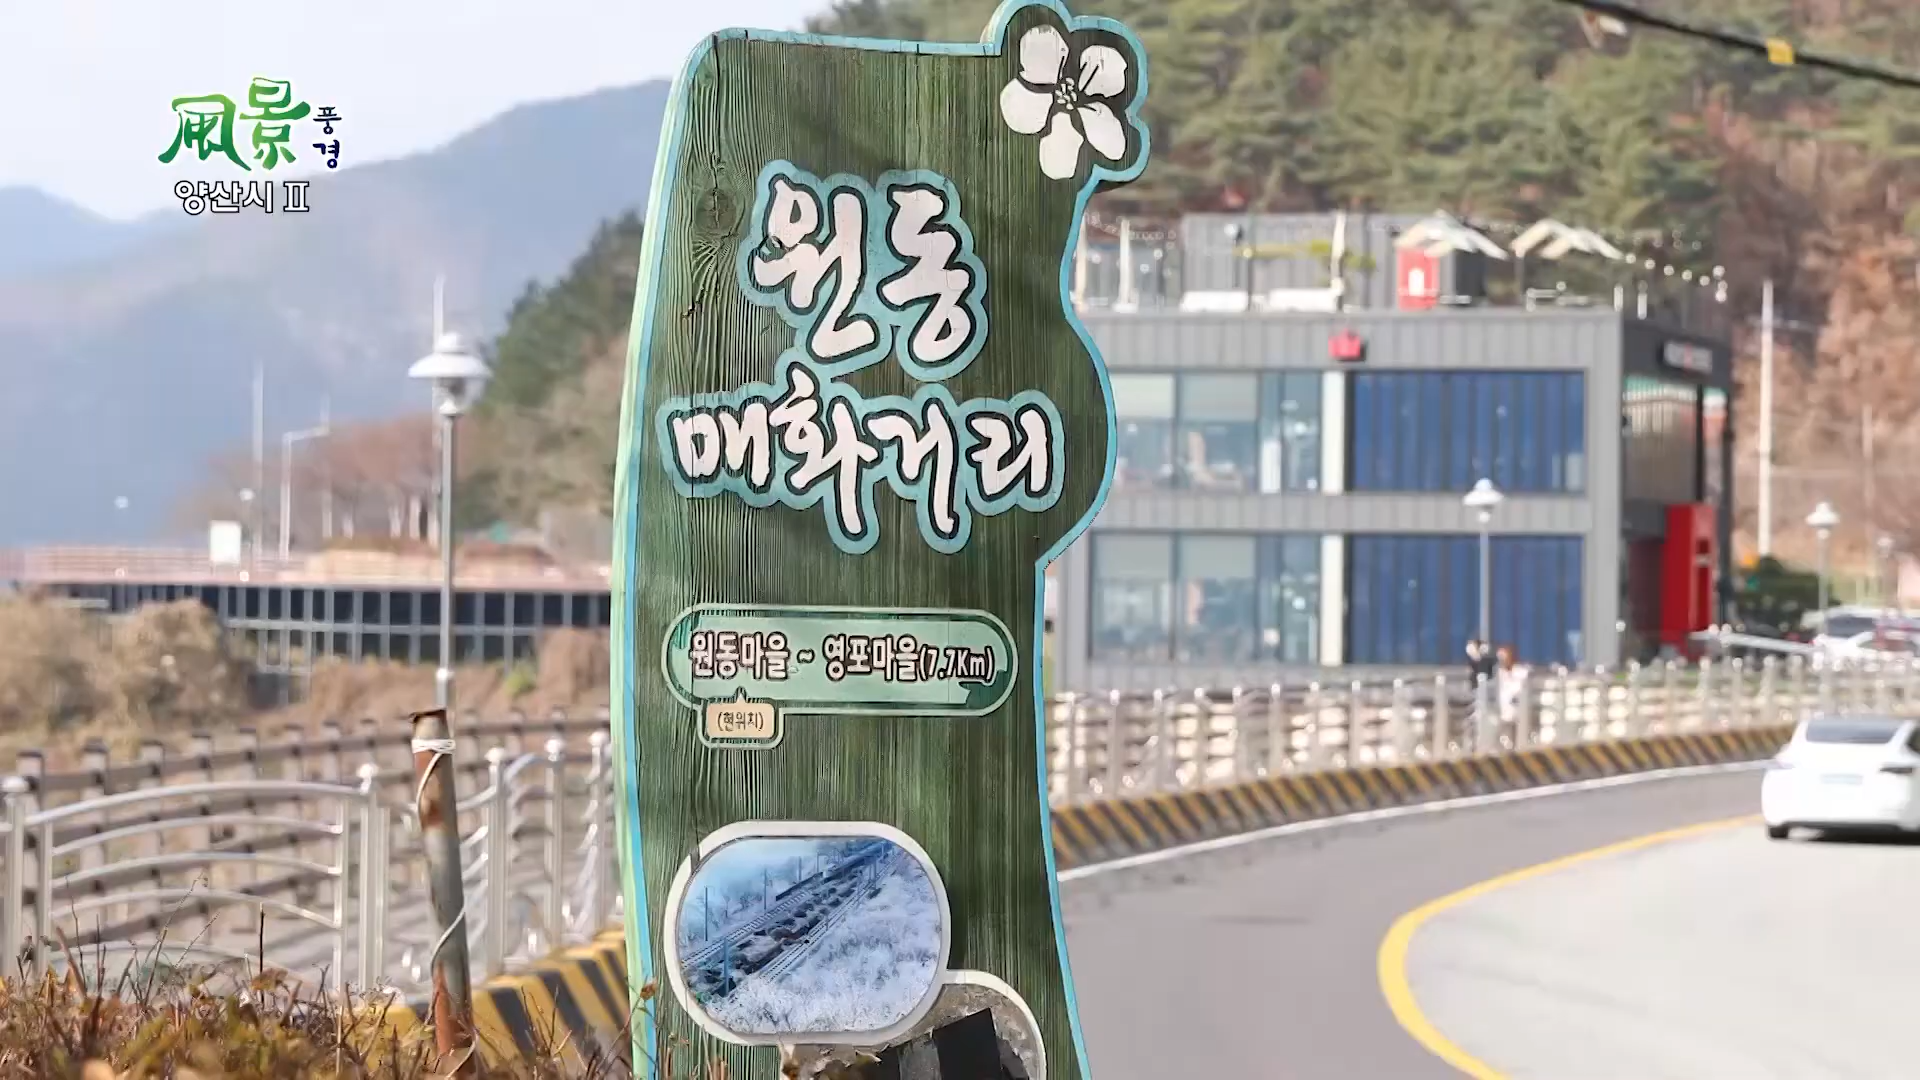 風景 풍경
양산시 Ⅱ
원동
매화거리
원동마을 ~ 영포마을(7.7Km)
(현위치)